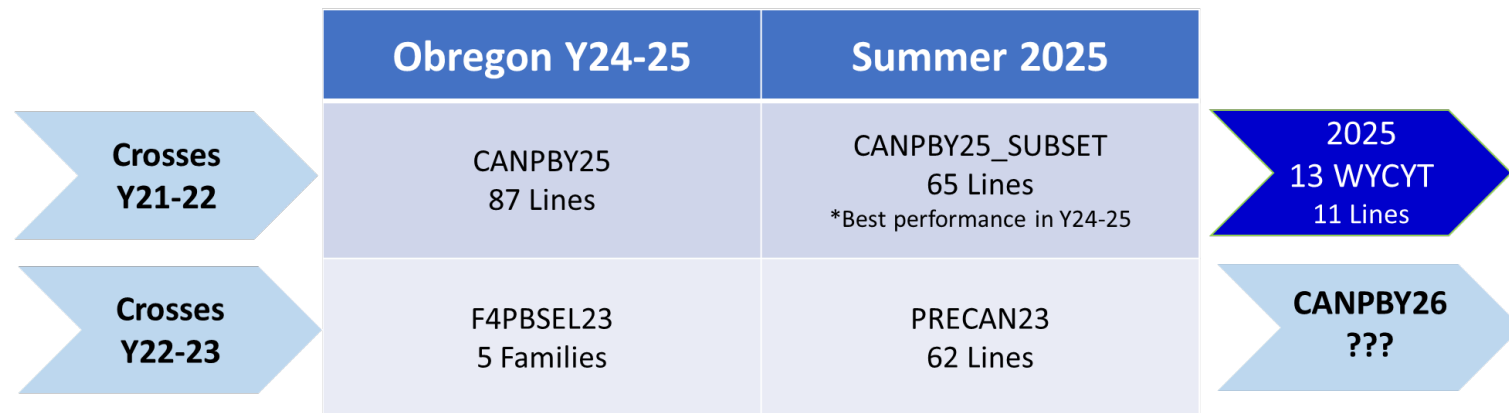 Obregon Y24-25
Summer 2025
Crosses
Y21-22
CANPBY25
87 Lines
CANPBY25_SUBSET
65 Lines
*Best performance in Y24-25
2025
13 WYCYT
11 Lines
Crosses
Y22-23
F4PBSEL23
5 Families
PRECAN23
62 Lines
CANPBY26
???